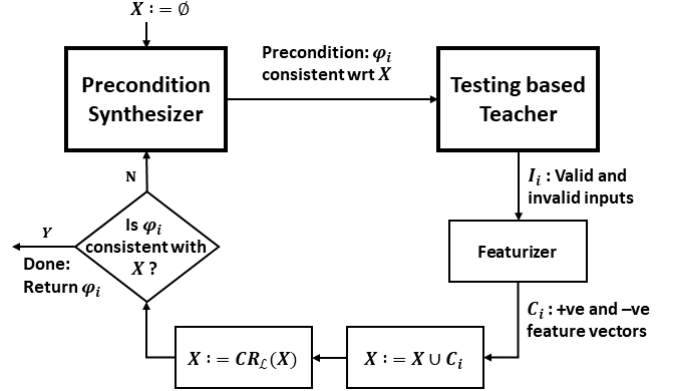 X := ∅
Precondition
Synthesizer
Precondition: φᵢ
consistent wrt X
Testing based
Teacher
Iᵢ : Valid and
invalid inputs
Featurizer
Cᵢ : +ve and –ve
feature vectors
X := X ∪ Cᵢ
X := CR_ℒ(X)
Is φᵢ
consistent with
X ?
N
Y
Done:
Return φᵢ